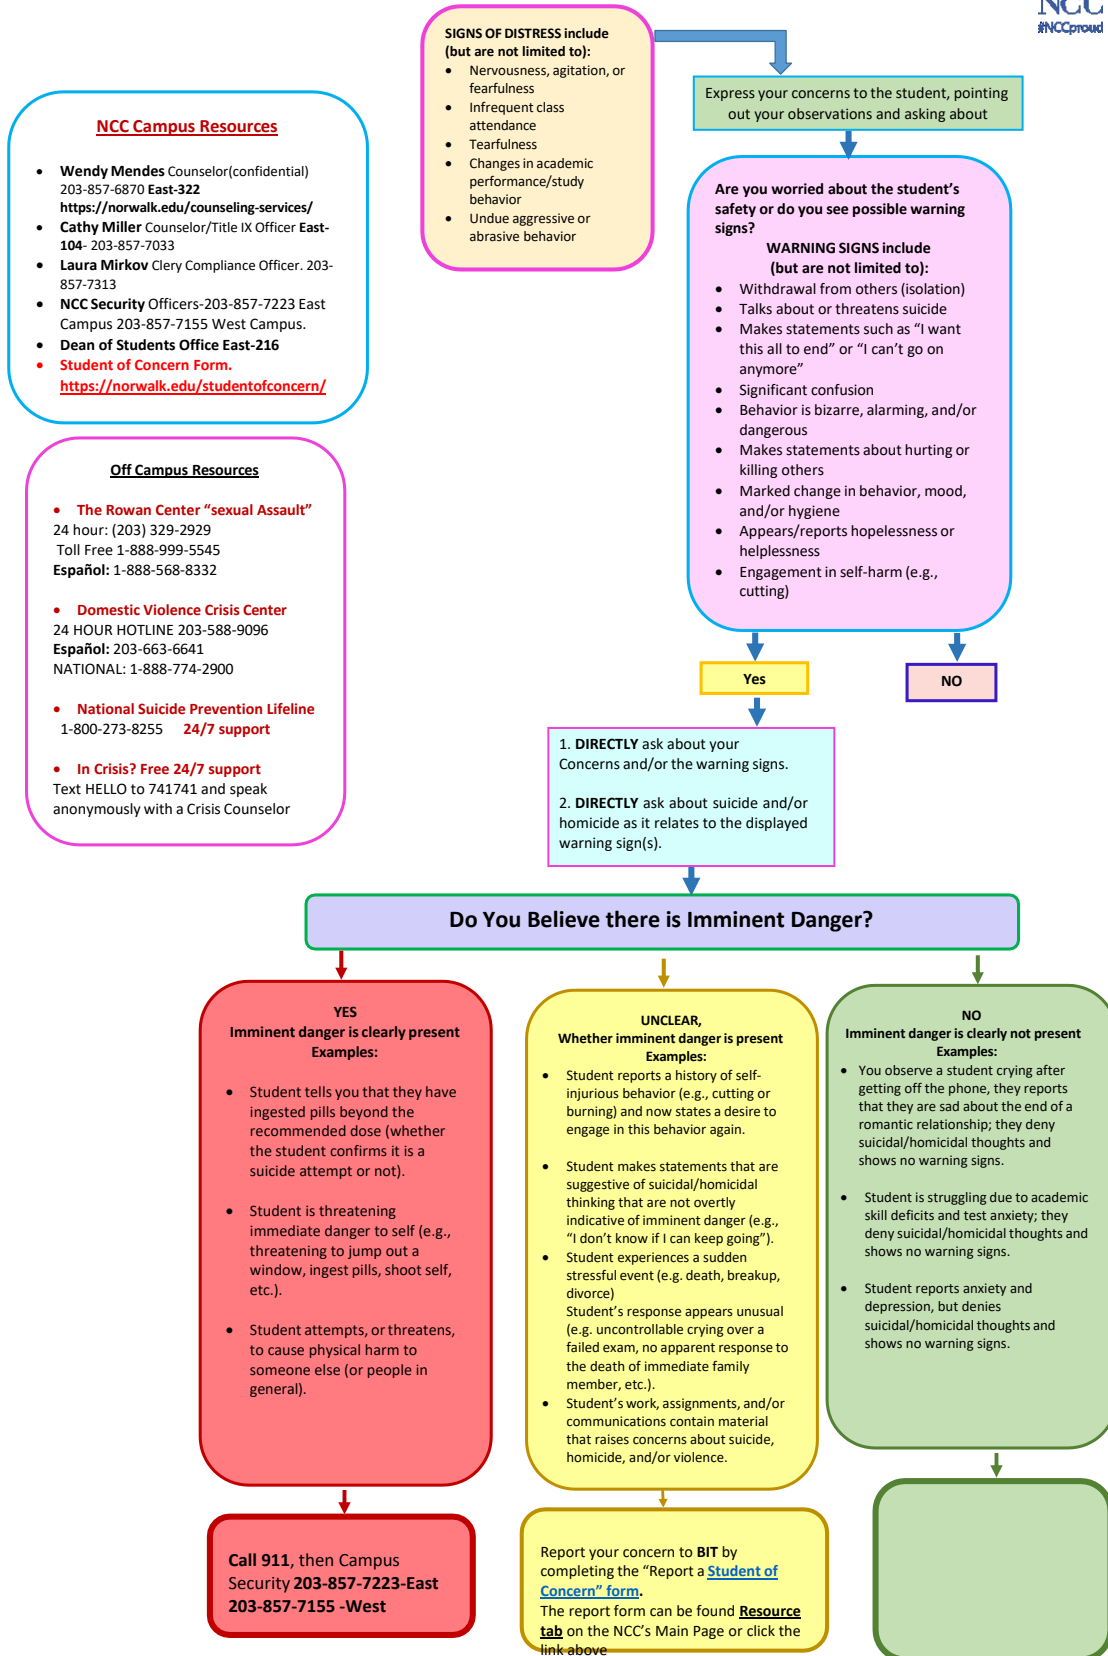 NCC
#NCCproud
SIGNS OF DISTRESS include
(but are not limited to):
• Nervousness, agitation, or
fearfulness
• Infrequent class
attendance
• Tearfulness
• Changes in academic
performance/study
behavior
• Undue aggressive or
abrasive behavior
Express your concerns to the student, pointing
out your observations and asking about
NCC Campus Resources
• Wendy Mendes Counselor(confidential)
203-857-6870 East-322
https://norwalk.edu/counseling-services/
• Cathy Miller Counselor/Title IX Officer East-
104- 203-857-7033
• Laura Mirkov Clery Compliance Officer. 203-
857-7313
• NCC Security Officers-203-857-7223 East
Campus 203-857-7155 West Campus.
• Dean of Students Office East-216
• Student of Concern Form.
https://norwalk.edu/studentofconcern/
Are you worried about the student's
safety or do you see possible warning
signs?
WARNING SIGNS include
(but are not limited to):
• Withdrawal from others (isolation)
• Talks about or threatens suicide
• Makes statements such as “I want
this all to end” or “I can’t go on
anymore”
• Significant confusion
• Behavior is bizarre, alarming, and/or
dangerous
• Makes statements about hurting or
killing others
• Marked change in behavior, mood,
and/or hygiene
• Appears/reports hopelessness or
helplessness
• Engagement in self-harm (e.g.,
cutting)
Off Campus Resources
• The Rowan Center “sexual Assault”
24 hour: (203) 329-2929
Toll Free 1-888-999-5545
Español: 1-888-568-8332
• Domestic Violence Crisis Center
24 HOUR HOTLINE 203-588-9096
Español: 203-663-6641
NATIONAL: 1-888-774-2900
• National Suicide Prevention Lifeline
1-800-273-8255 24/7 support
• In Crisis? Free 24/7 support
Text HELLO to 741741 and speak
anonymously with a Crisis Counselor
Yes
NO
1. DIRECTLY ask about your
Concerns and/or the warning signs.
2. DIRECTLY ask about suicide and/or
homicide as it relates to the displayed
warning sign(s).
Do You Believe there is Imminent Danger?
YES
Imminent danger is clearly present
Examples:
• Student tells you that they have
ingested pills beyond the
recommended dose (whether
the student confirms it is a
suicide attempt or not).
• Student is threatening
immediate danger to self (e.g.,
threatening to jump out a
window, ingest pills, shoot self,
etc.).
• Student attempts, or threatens,
to cause physical harm to
someone else (or people in
general).
UNCLEAR,
Whether imminent danger is present
Examples:
• Student reports a history of self-
injurious behavior (e.g., cutting or
burning) and now states a desire to
engage in this behavior again.
• Student makes statements that are
suggestive of suicidal/homicidal
thinking that are not overtly
indicative of imminent danger (e.g.,
“I don’t know if I can keep going”).
• Student experiences a sudden
stressful event (e.g. death, breakup,
divorce)
Student’s response appears unusual
(e.g. uncontrollable crying over a
failed exam, no apparent response to
the death of immediate family
member, etc.).
• Student’s work, assignments, and/or
communications contain material
that raises concerns about suicide,
homicide, and/or violence.
NO
Imminent danger is clearly not present
Examples:
• You observe a student crying after
getting off the phone, they reports
that they are sad about the end of a
romantic relationship; they deny
suicidal/homicidal thoughts and
shows no warning signs.
• Student is struggling due to academic
skill deficits and test anxiety; they
deny suicidal/homicidal thoughts and
shows no warning signs.
• Student reports anxiety and
depression, but denies
suicidal/homicidal thoughts and
shows no warning signs.
Call 911, then Campus
Security 203-857-7223-East
203-857-7155 -West
Report your concern to BIT by
completing the “Report a Student of
Concern” form.
The report form can be found Resource
tab on the NCC’s Main Page or click the
link above